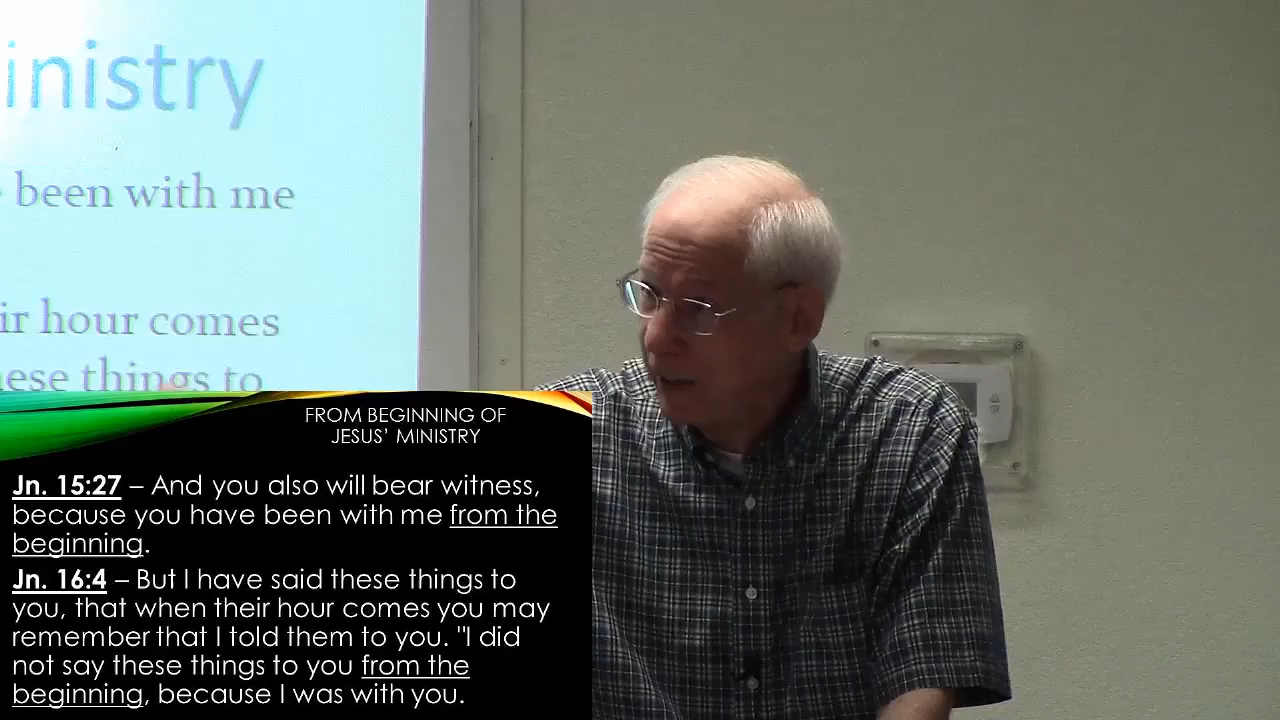 inistry
been with me
ir hour comes
ese things to
FROM BEGINNING OF
JESUS’ MINISTRY
Jn. 15:27 – And you also will bear witness,
because you have been with me from the
beginning.
Jn. 16:4 – But I have said these things to
you, that when their hour comes you may
remember that I told them to you. "I did
not say these things to you from the
beginning, because I was with you.